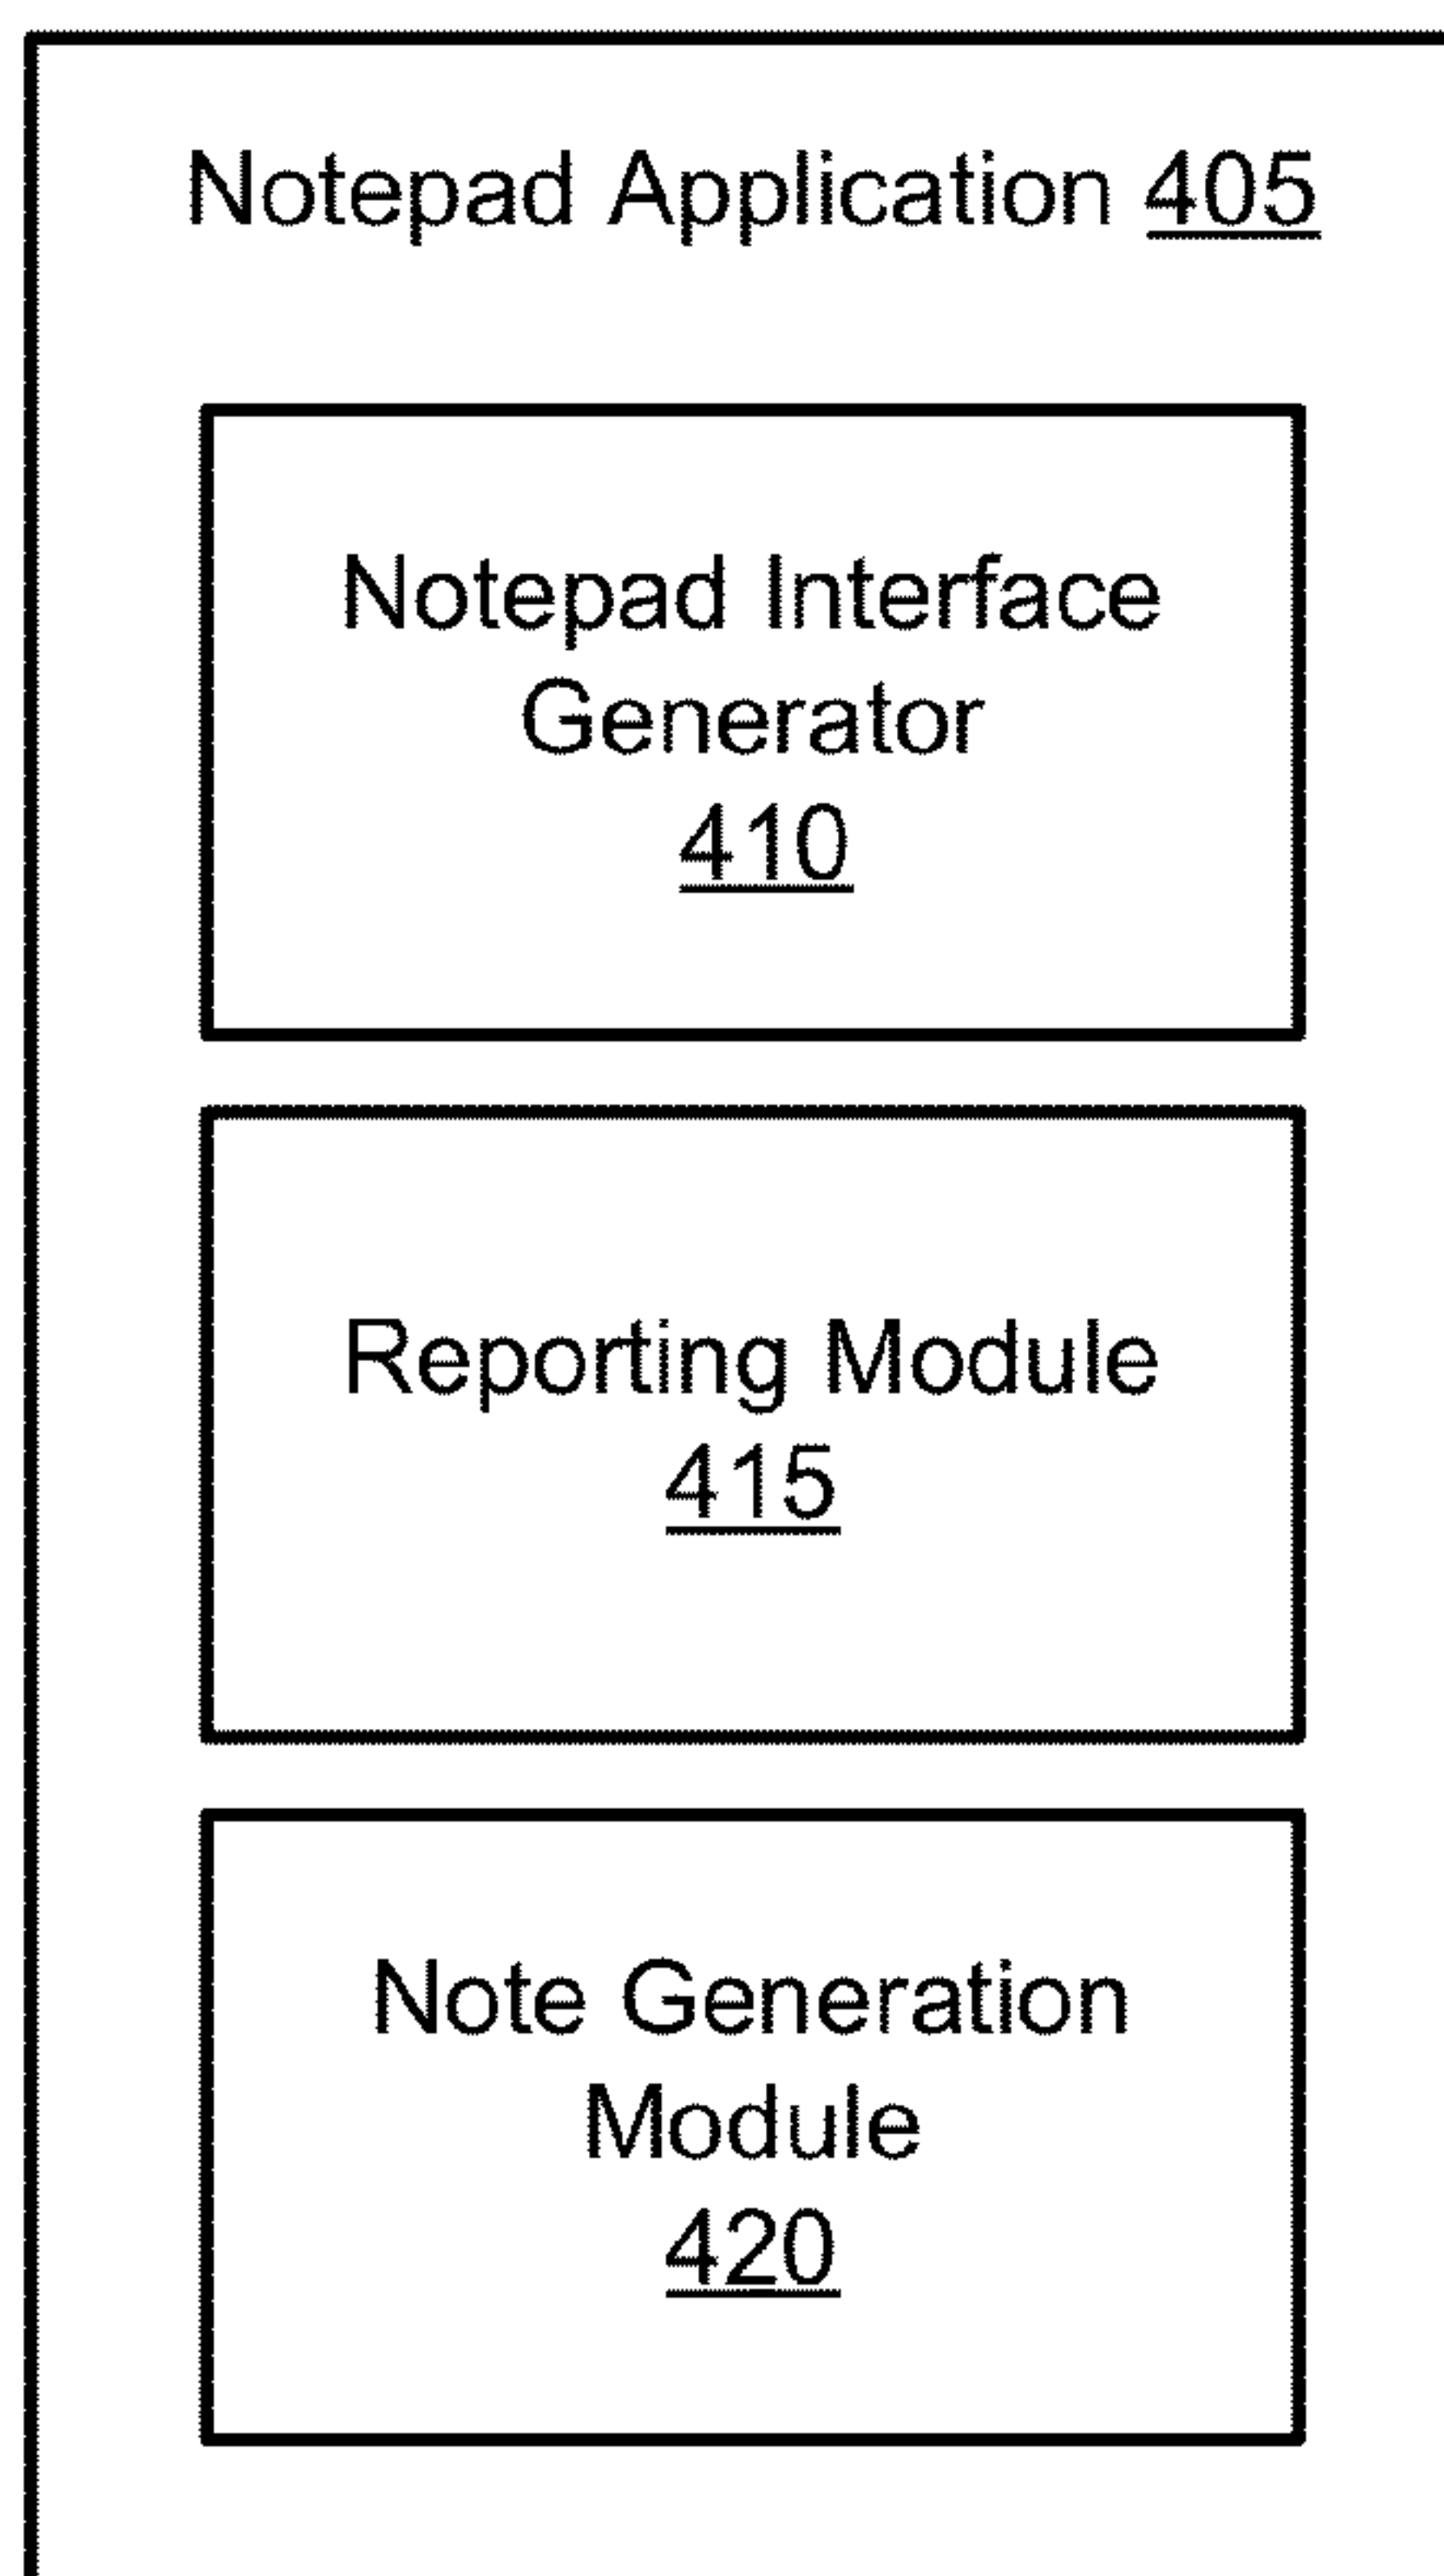 Notepad Application 405
Notepad Interface
Generator
410
Reporting Module
415
Note Generation
Module
420